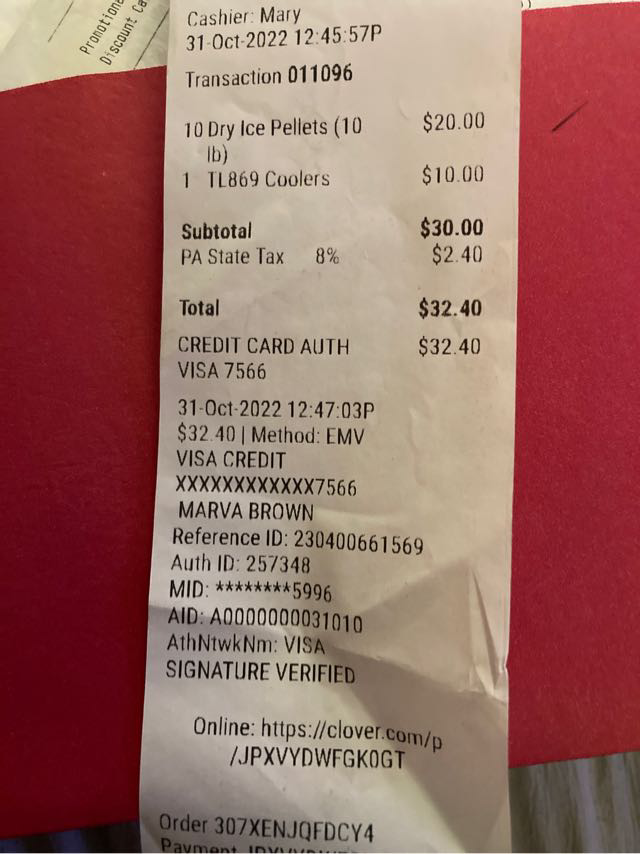 Promotione
Discount Ca
Cashier: Mary
31-Oct-2022 12:45:57P
Transaction 011096
10 Dry Ice Pellets (10 $20.00
lb)
1 TL869 Coolers $10.00
Subtotal $30.00
PA State Tax 8% $2.40
Total $32.40
CREDIT CARD AUTH $32.40
VISA 7566
31-Oct-2022 12:47:03P
$32.40 | Method: EMV
VISA CREDIT
XXXXXXXXXXXX7566
MARVA BROWN
Reference ID: 230400661569
Auth ID: 257348
MID: ********5996
AID: A0000000031010
AthNtwkNm: VISA
SIGNATURE VERIFIED
Online: https://clover.com/p
/JPXVYDWFGK0GT
Order 307XENJQFDCY4
Payment